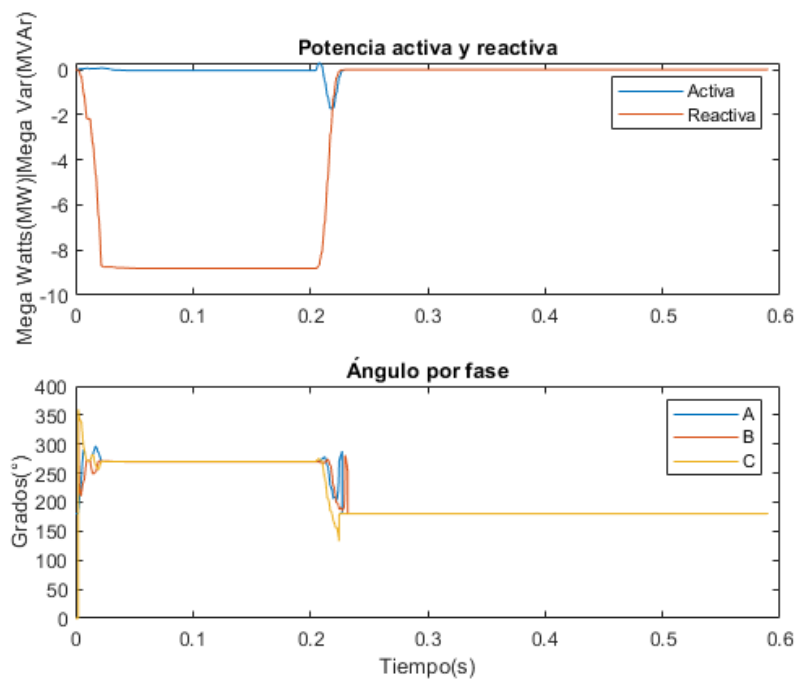 Potencia activa y reactiva
Mega Watts(MW)|Mega Var(MVAr)
0
-2
-4
-6
-8
-10
Activa
Reactiva
0 0.1 0.2 0.3 0.4 0.5 0.6
Ángulo por fase
Grados(°)
400
350
300
250
200
150
100
50
0
A
B
C
0 0.1 0.2 0.3 0.4 0.5 0.6
Tiempo(s)